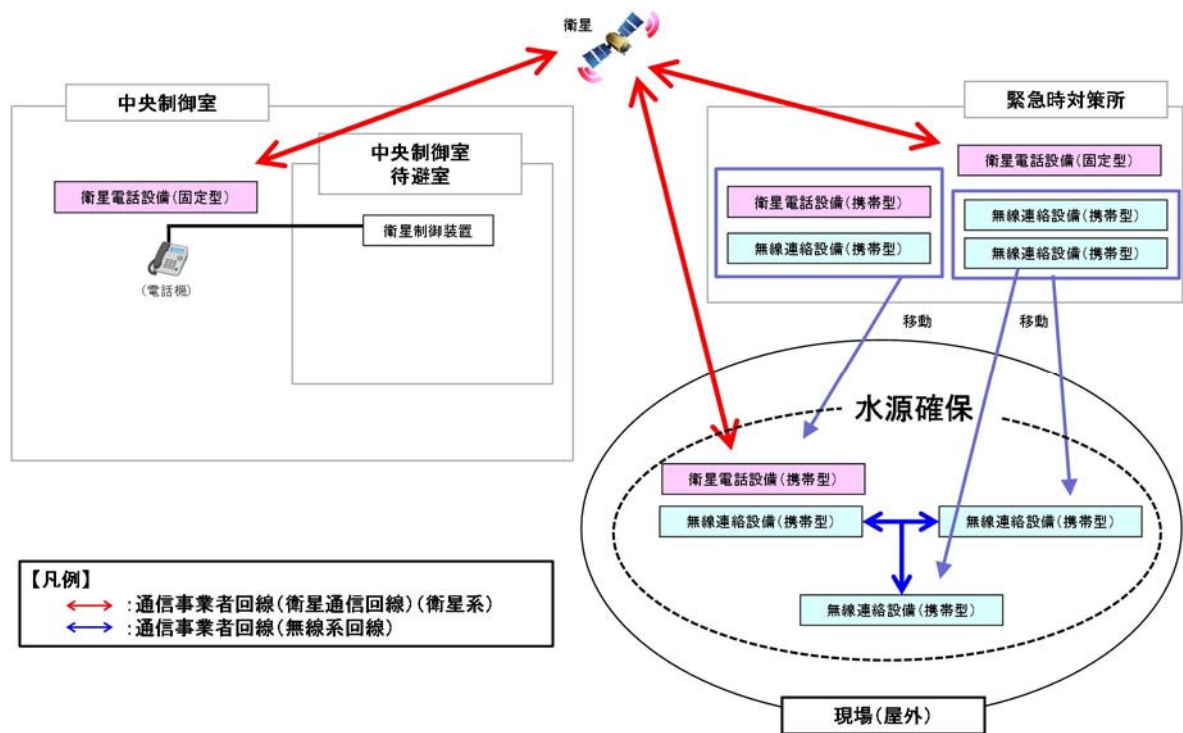 衛星
中央制御室
中央制御室
待避室
衛星電話設備(固定型)
衛星制御装置
(電話機)
緊急時対策所
衛星電話設備(固定型)
衛星電話設備(携帯型)
無線連絡設備(携帯型)
無線連絡設備(携帯型)
無線連絡設備(携帯型)
移動
移動
水源確保
衛星電話設備(携帯型)
無線連絡設備(携帯型)
無線連絡設備(携帯型)
無線連絡設備(携帯型)
現場(屋外)
【凡例】
:通信事業者回線(衛星通信回線)(衛星系)
:通信事業者回線(無線系回線)